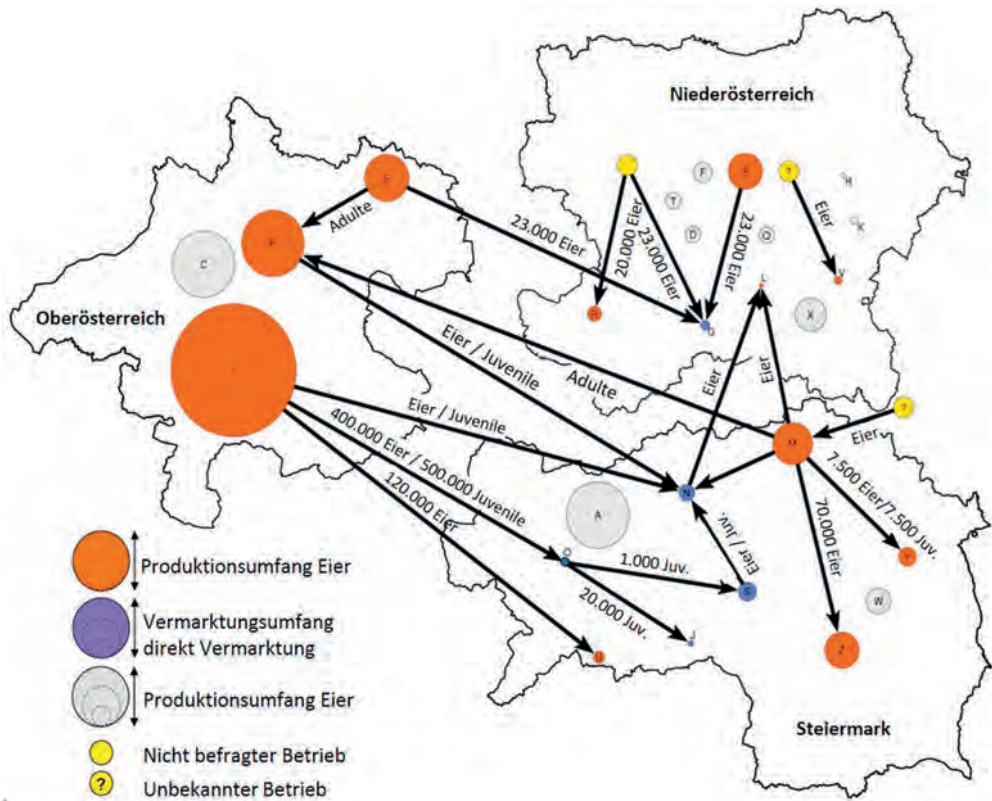 Niederösterreich
F
B
?
H
T
K
D
Q
Eier
20.000 Eier
23.000 Eier
23.000 Eier
L
V
R
X
E
Adulte
23.000 Eier
P
C
Oberösterreich
I
Eier / Juvenile
Adulte
Eier
Eier
?
Eier
XX
Eier / Juvenile
400.000 Eier / 500.000 Juvenile
120.000 Eier
N
7.500 Eier/7.500 Juv.
70.000 Eier
A
Eier / Juv.
O
1.000 Juv.
S
Y
W
20.000 Juv.
J
U
Z
Steiermark
Produktionsumfang Eier
Vermarktungsumfang
direkt Vermarktung
Produktionsumfang Eier
Nicht befragter Betrieb
? Unbekannter Betrieb